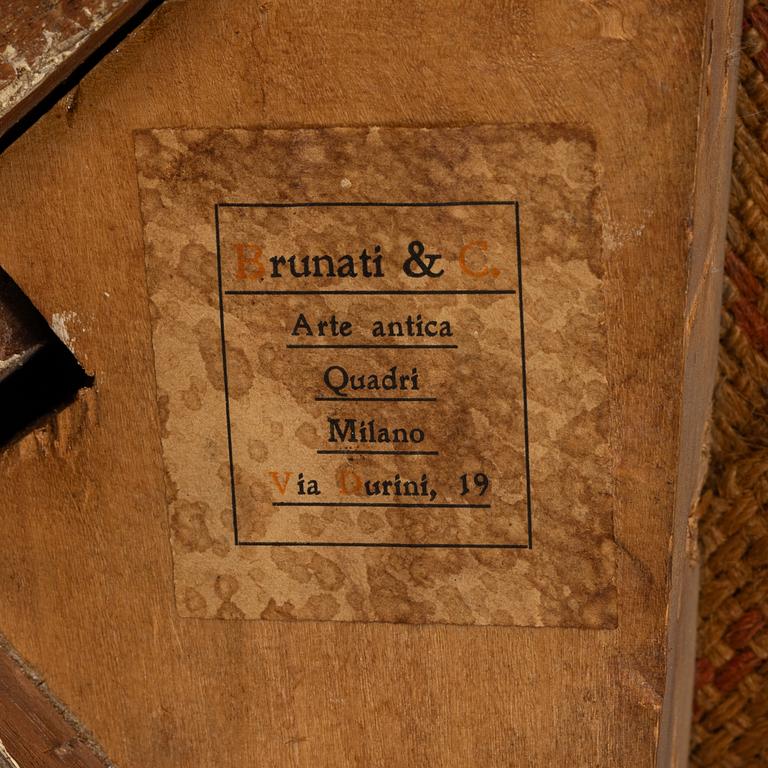 Brunati & C.
Arte antica
Quadri
Milano
Via Durini, 19